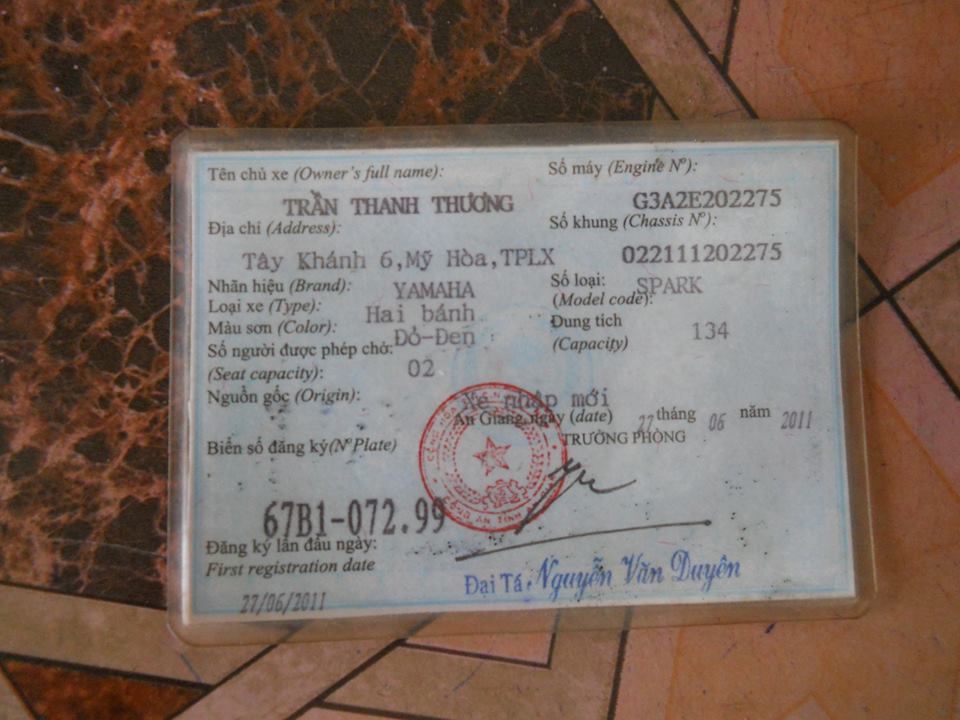 Tên chủ xe (Owner's full name):
TRẦN THANH THƯƠNG
Địa chỉ (Address):
Tây Khánh 6,Mỹ Hòa,TPLX
Nhãn hiệu (Brand): YAMAHA
Loại xe (Type): Hai bánh
Màu sơn (Color): Đỏ-Đen
Số người được phép chở: 02
(Seat capacity):
Nguồn gốc (Origin): Xe nhập mới
Biển số đăng ký(NºPlate)
67B1-072.99
Đăng ký lần đầu ngày:
First registration date
27/06/2011
Số máy (Engine Nº):
G3A2E202275
Số khung (Chassis Nº):
022111202275
Số loại: SPARK
(Model code):
Dung tích 134
(Capacity)
An Giang, ngày (date) 27 tháng 06 năm 2011
TRƯỞNG PHÒNG
Đại Tá. Nguyễn Văn Duyên